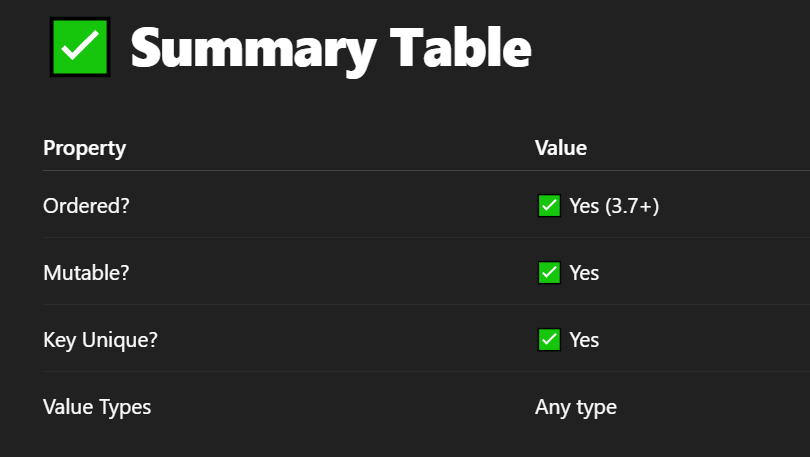 ✅ Summary Table
Property Value
Ordered? ✅ Yes (3.7+)
Mutable? ✅ Yes
Key Unique? ✅ Yes
Value Types Any type